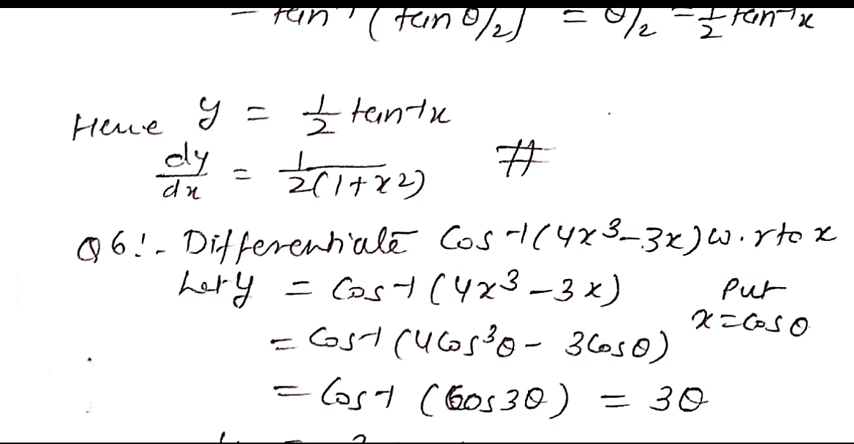 = tan⁻¹ (tan θ/2) = θ/2 = 1/2 tan⁻¹x
Hence y = 1/2 tan⁻¹x
dy/dx = 1/2(1+x2) #
Q6!- Differentiate Cos⁻¹(4x³-3x) w.r to x
Let y = Cos⁻¹(4x³-3x) Put
x = cosθ
= Cos⁻¹(4Cos³θ - 3Cosθ)
= Cos⁻¹ (Cos3θ) = 3θ